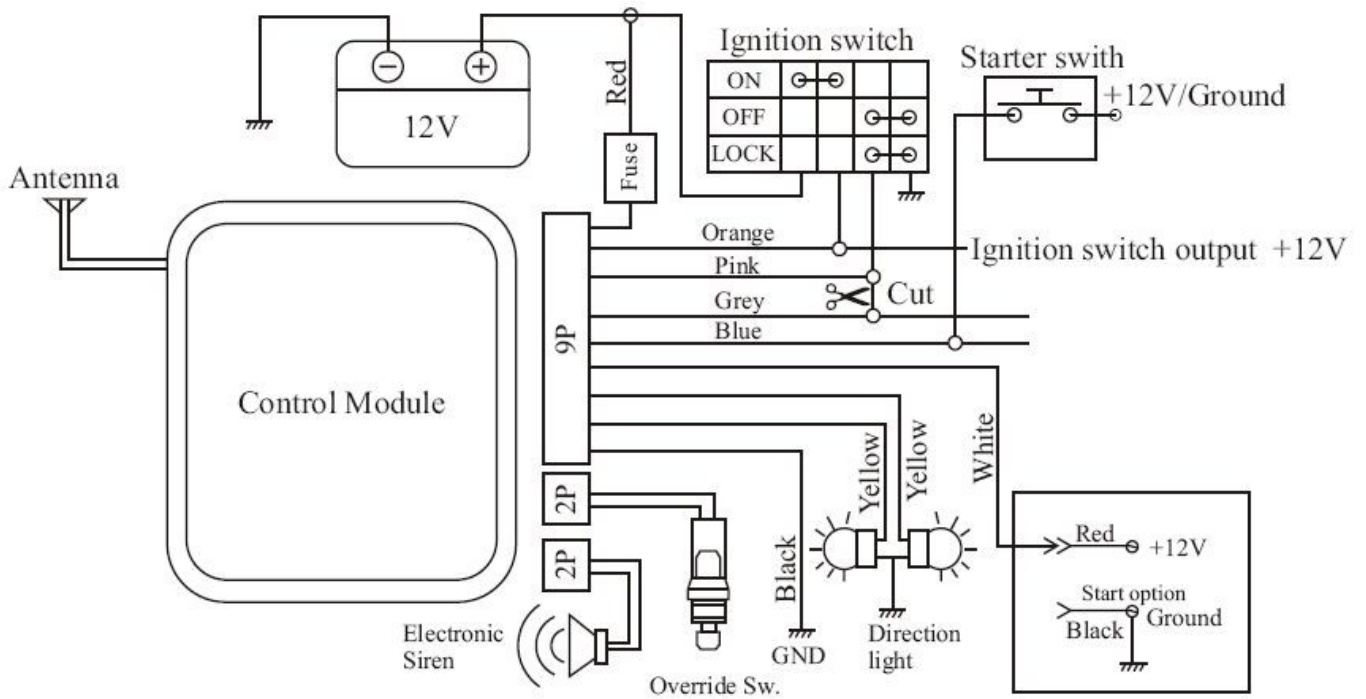 Ignition switch
ON
OFF
LOCK
Starter swith
+12V/Ground
12V
Red
Fuse
Antenna
Control Module
9P
2P
2P
Orange
Pink
Grey
Blue
Cut
Ignition switch output +12V
Yellow
Yellow
White
Black
GND
Direction
light
Electronic
Siren
Override Sw.
Red
+12V
Start option
Ground
Black